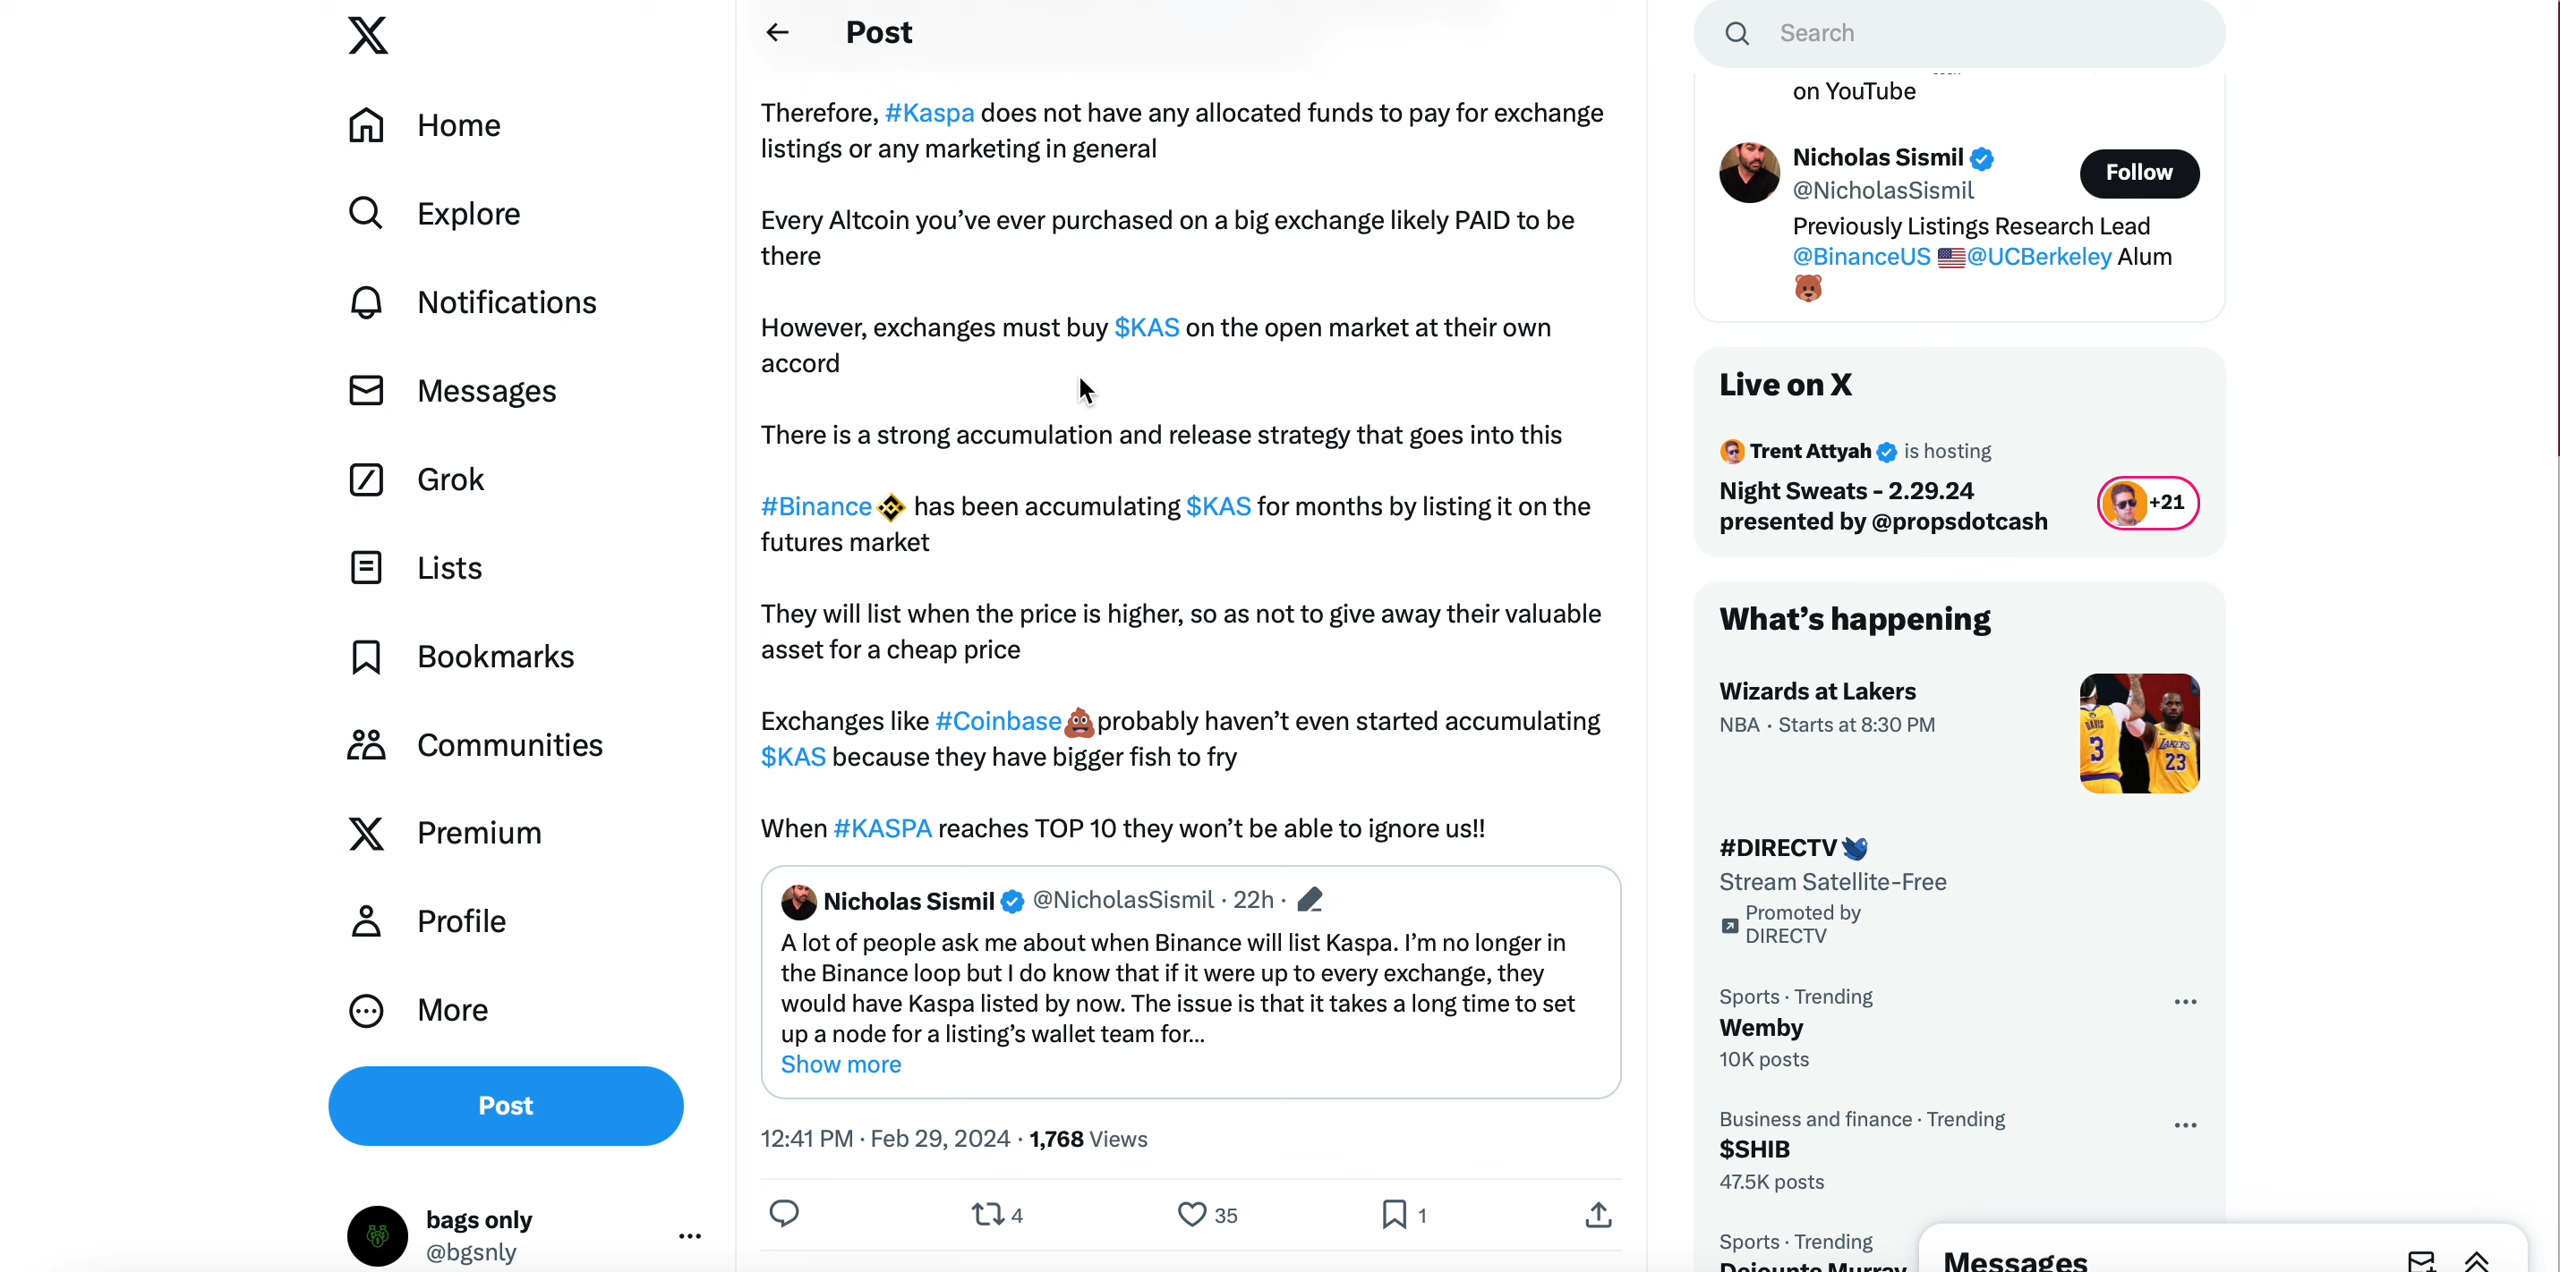 Home
Explore
Notifications
Messages
Grok
Lists
Bookmarks
Communities
Premium
Profile
More
Post
bags only
@bgsnly
Post
Therefore, #Kaspa does not have any allocated funds to pay for exchange
listings or any marketing in general
Every Altcoin you've ever purchased on a big exchange likely PAID to be
there
However, exchanges must buy $KAS on the open market at their own
accord
There is a strong accumulation and release strategy that goes into this
#Binance has been accumulating $KAS for months by listing it on the
futures market
They will list when the price is higher, so as not to give away their valuable
asset for a cheap price
Exchanges like #Coinbase💩probably haven't even started accumulating
$KAS because they have bigger fish to fry
When #KASPA reaches TOP 10 they won't be able to ignore us!!
Nicholas Sismil @NicholasSismil · 22h ·
A lot of people ask me about when Binance will list Kaspa. I'm no longer in
the Binance loop but I do know that if it were up to every exchange, they
would have Kaspa listed by now. The issue is that it takes a long time to set
up a node for a listing's wallet team for...
Show more
12:41 PM · Feb 29, 2024 · 1,768 Views
4
35
1
Search
on YouTube
Nicholas Sismil
@NicholasSismil
Follow
Previously Listings Research Lead
@BinanceUS 🇺🇸@UCBerkeley Alum
🐻
Live on X
Trent Attyah is hosting
Night Sweats - 2.29.24
presented by @propsdotcash
+21
What's happening
Wizards at Lakers
NBA · Starts at 8:30 PM
DAVIS
3
LAKERS
23
#DIRECTV
Stream Satellite-Free
Promoted by
DIRECTV
Sports · Trending
Wemby
10K posts
Business and finance · Trending
$SHIB
47.5K posts
Sports · Trending
Dejounte Murray
Messages